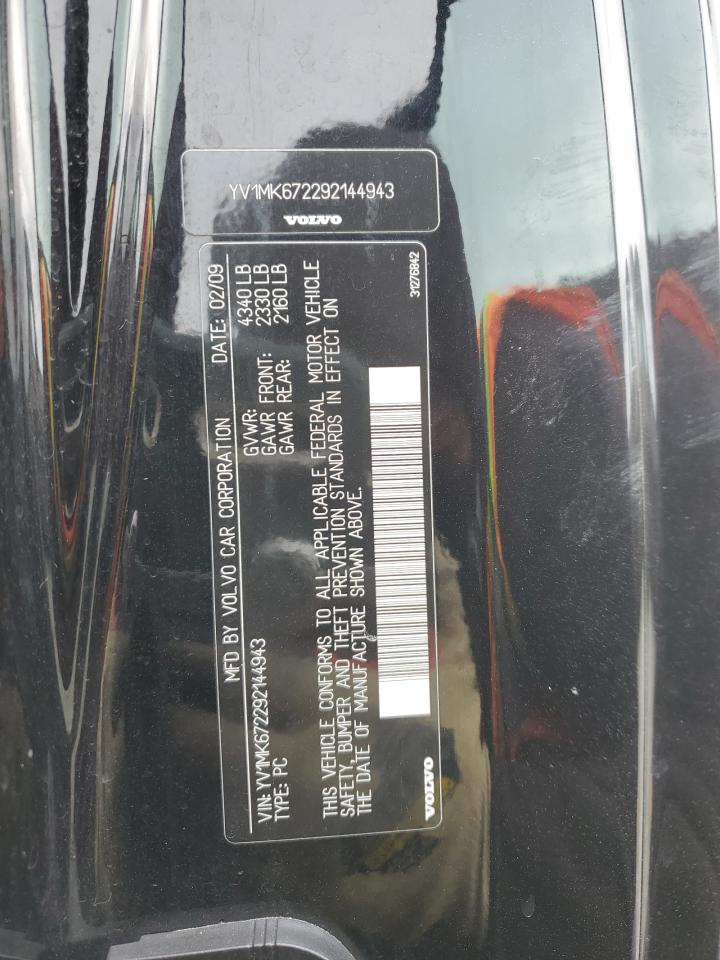 YV1MK672292144943
VOLVO
MFD BY VOLVO CAR CORPORATION DATE: 02/09
VIN: YV1MK672292144943 GVWR: 4340 LB
TYPE: PC GAWR FRONT: 2330 LB
GAWR REAR: 2160 LB
THIS VEHICLE CONFORMS TO ALL APPLICABLE FEDERAL MOTOR VEHICLE
SAFETY, BUMPER AND THEFT PREVENTION STANDARDS IN EFFECT ON
THE DATE OF MANUFACTURE SHOWN ABOVE.
VOLVO 31276842